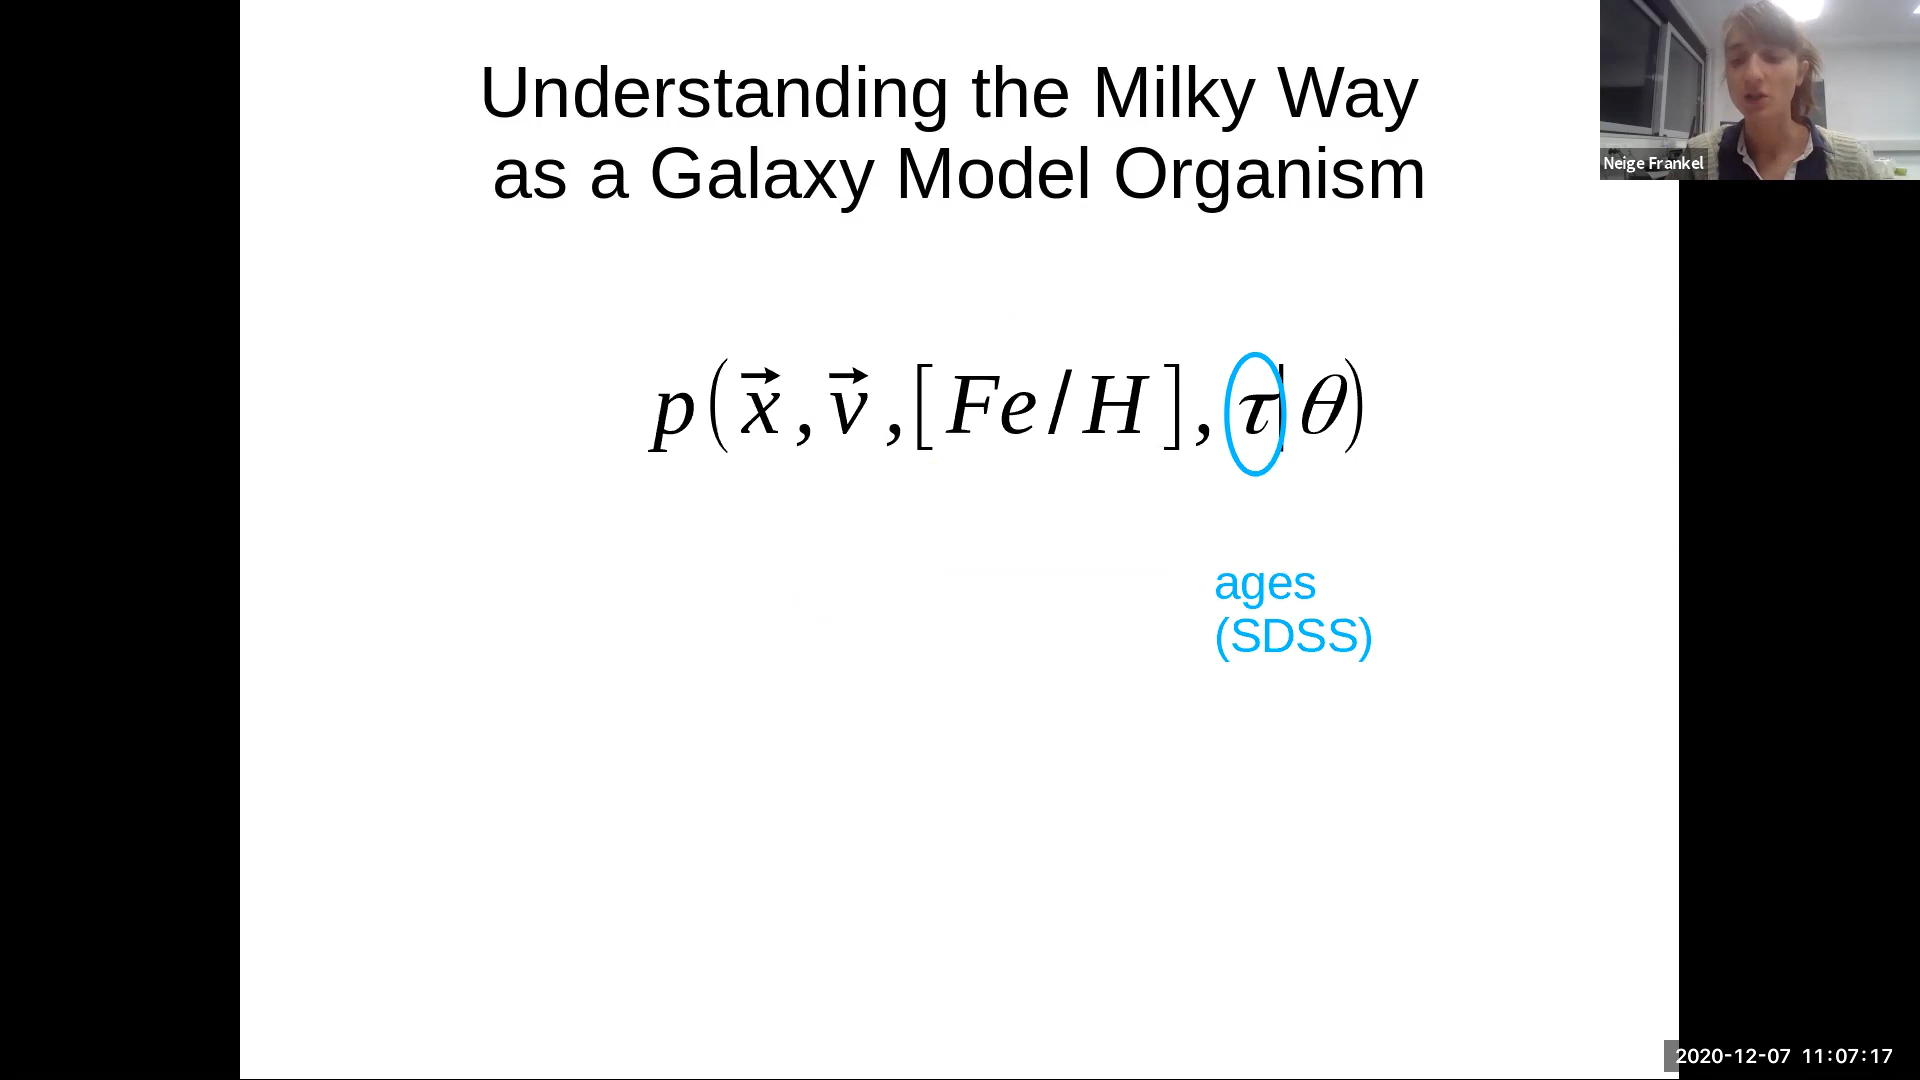 Understanding the Milky Way
as a Galaxy Model Organism
Neige Frankel
p(x⃗, v⃗, [Fe/H], τ|θ)
ages
(SDSS)
2020-12-07 11:07:17